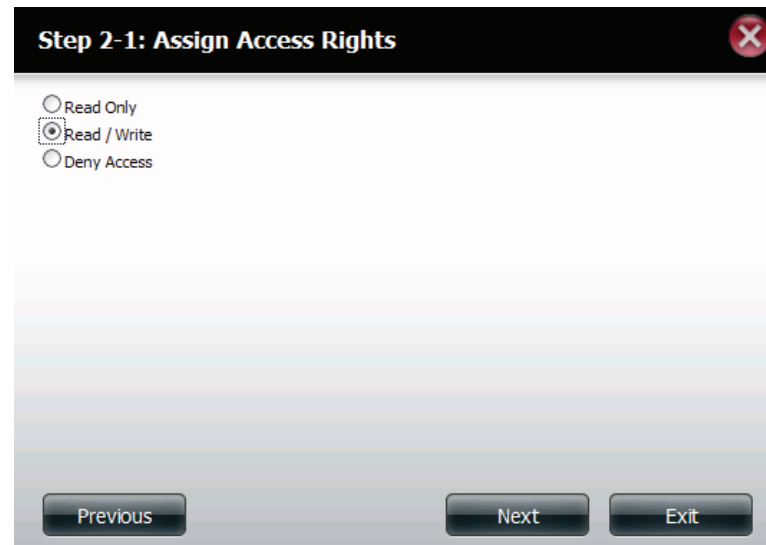 Step 2-1: Assign Access Rights
Read Only
Read / Write
Deny Access
Previous Next Exit